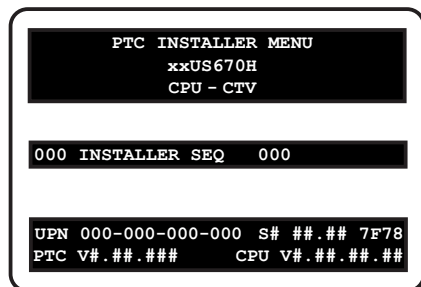 PTC INSTALLER MENU
xxUS670H
CPU - CTV
000 INSTALLER SEQ 000
UPN 000-000-000-000 S# ##.## 7F78
PTC V#.##.### CPU V#.##.##.##